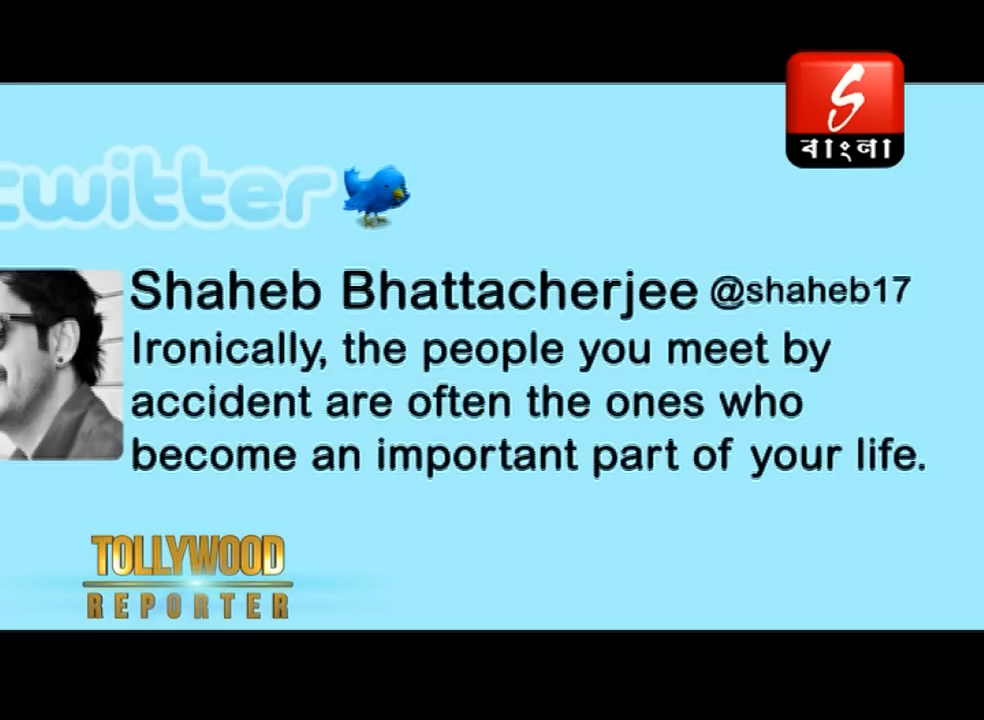 S
বাংলা
twitter
Shaheb Bhattacherjee @shaheb17
Ironically, the people you meet by
accident are often the ones who
become an important part of your life.
TOLLYWOOD
REPORTER